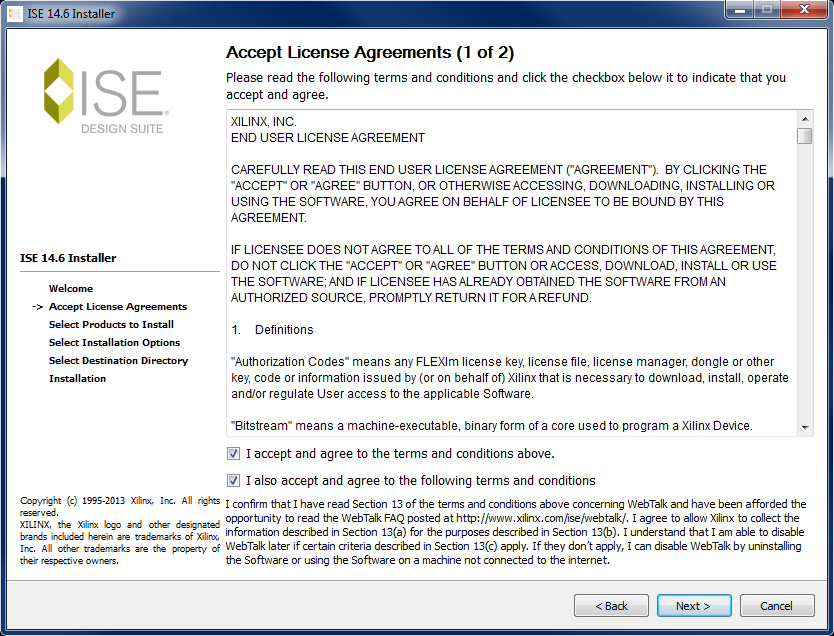 ISE 14.6 Installer
ISE
DESIGN SUITE
ISE 14.6 Installer
Welcome
-> Accept License Agreements
Select Products to Install
Select Installation Options
Select Destination Directory
Installation
Copyright (c) 1995-2013 Xilinx, Inc. All rights
reserved.
XILINX, the Xilinx logo and other designated
brands included herein are trademarks of Xilinx,
Inc. All other trademarks are the property of
their respective owners.
Accept License Agreements (1 of 2)
Please read the following terms and conditions and click the checkbox below it to indicate that you
accept and agree.
XILINX, INC.
END USER LICENSE AGREEMENT
CAREFULLY READ THIS END USER LICENSE AGREEMENT ("AGREEMENT").  BY CLICKING THE
"ACCEPT" OR "AGREE" BUTTON, OR OTHERWISE ACCESSING, DOWNLOADING, INSTALLING OR
USING THE SOFTWARE, YOU AGREE ON BEHALF OF LICENSEE TO BE BOUND BY THIS
AGREEMENT.
IF LICENSEE DOES NOT AGREE TO ALL OF THE TERMS AND CONDITIONS OF THIS AGREEMENT,
DO NOT CLICK THE "ACCEPT" OR "AGREE" BUTTON OR ACCESS, DOWNLOAD, INSTALL OR USE
THE SOFTWARE; AND IF LICENSEE HAS ALREADY OBTAINED THE SOFTWARE FROM AN
AUTHORIZED SOURCE, PROMPTLY RETURN IT FOR A REFUND.
1. Definitions
"Authorization Codes" means any FLEXlm license key, license file, license manager, dongle or other
key, code or information issued by (or on behalf of) Xilinx that is necessary to download, install, operate
and/or regulate User access to the applicable Software.
"Bitstream" means a machine-executable, binary form of a core used to program a Xilinx Device.
I accept and agree to the terms and conditions above.
I also accept and agree to the following terms and conditions
I confirm that I have read Section 13 of the terms and conditions above concerning WebTalk and have been afforded the
opportunity to read the WebTalk FAQ posted at http://www.xilinx.com/ise/webtalk/. I agree to allow Xilinx to collect the
information described in Section 13(a) for the purposes described in Section 13(b). I understand that I am able to disable
WebTalk later if certain criteria described in Section 13(c) apply. If they don't apply, I can disable WebTalk by uninstalling
the Software or using the Software on a machine not connected to the internet.
< Back
Next >
Cancel